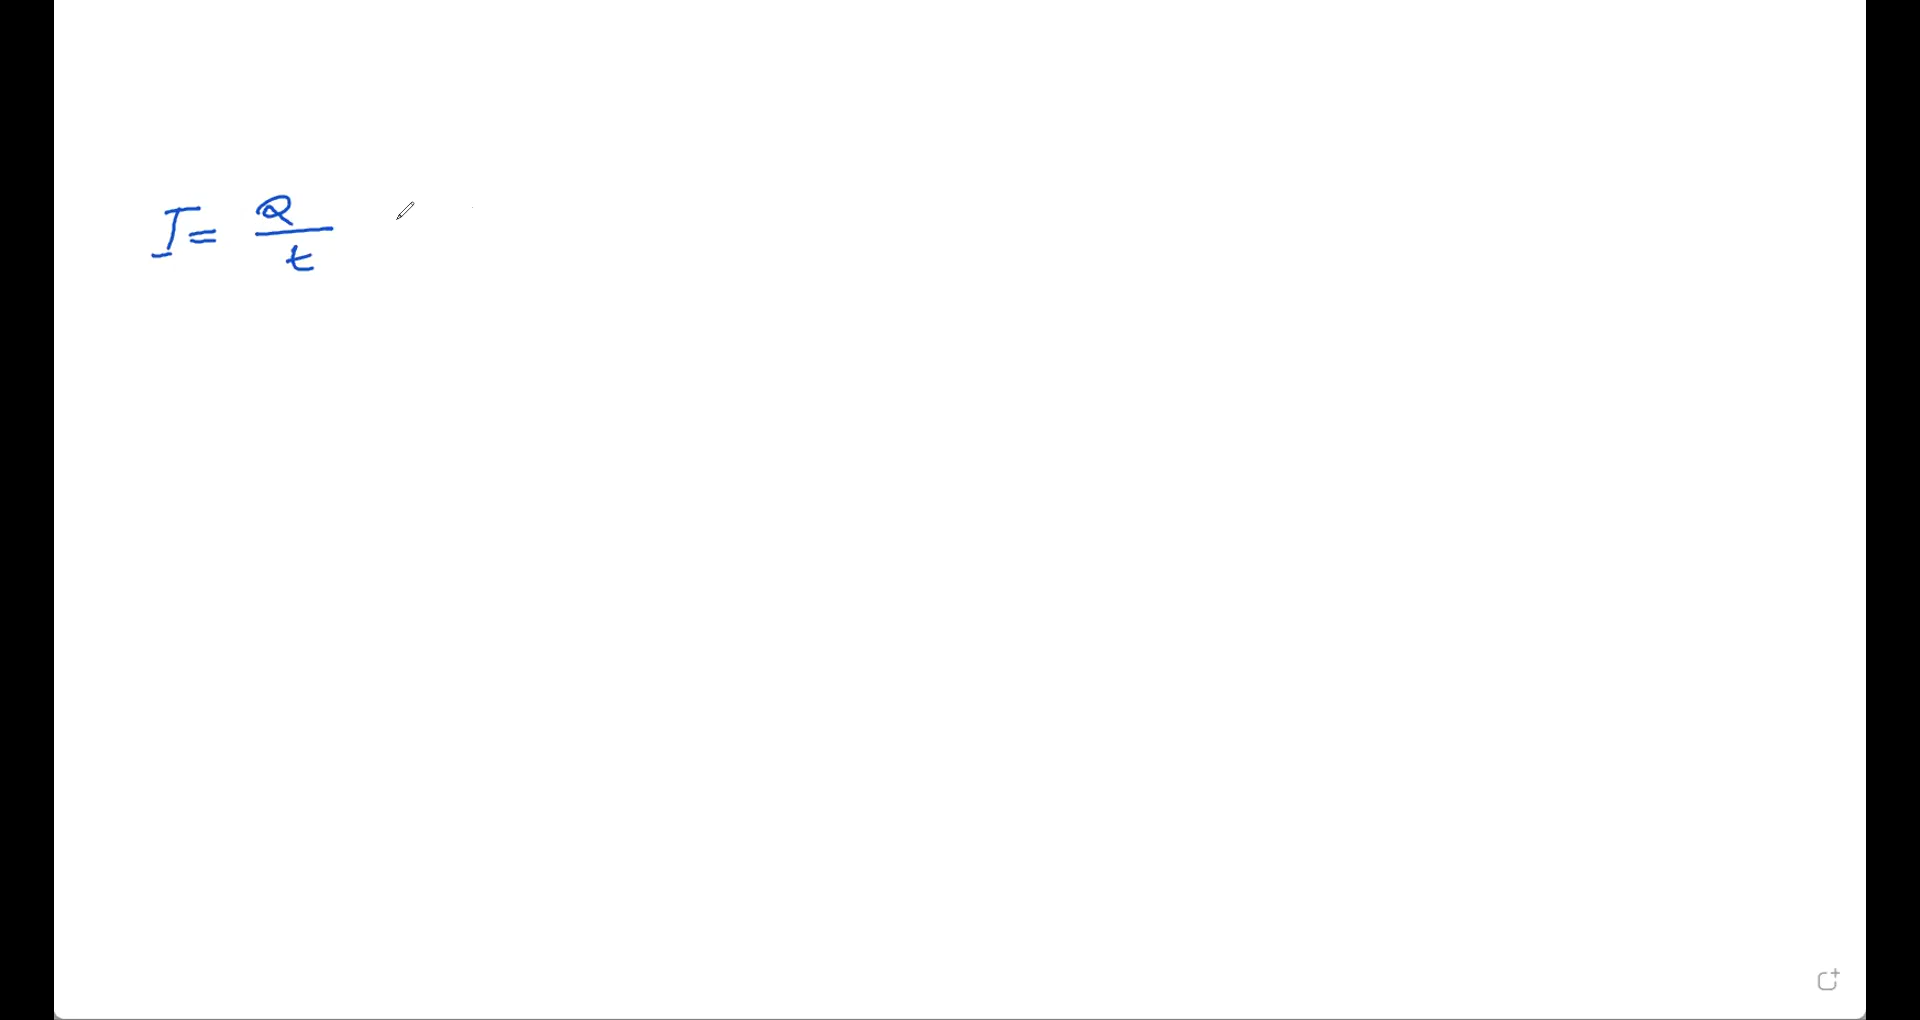 I = Q/t